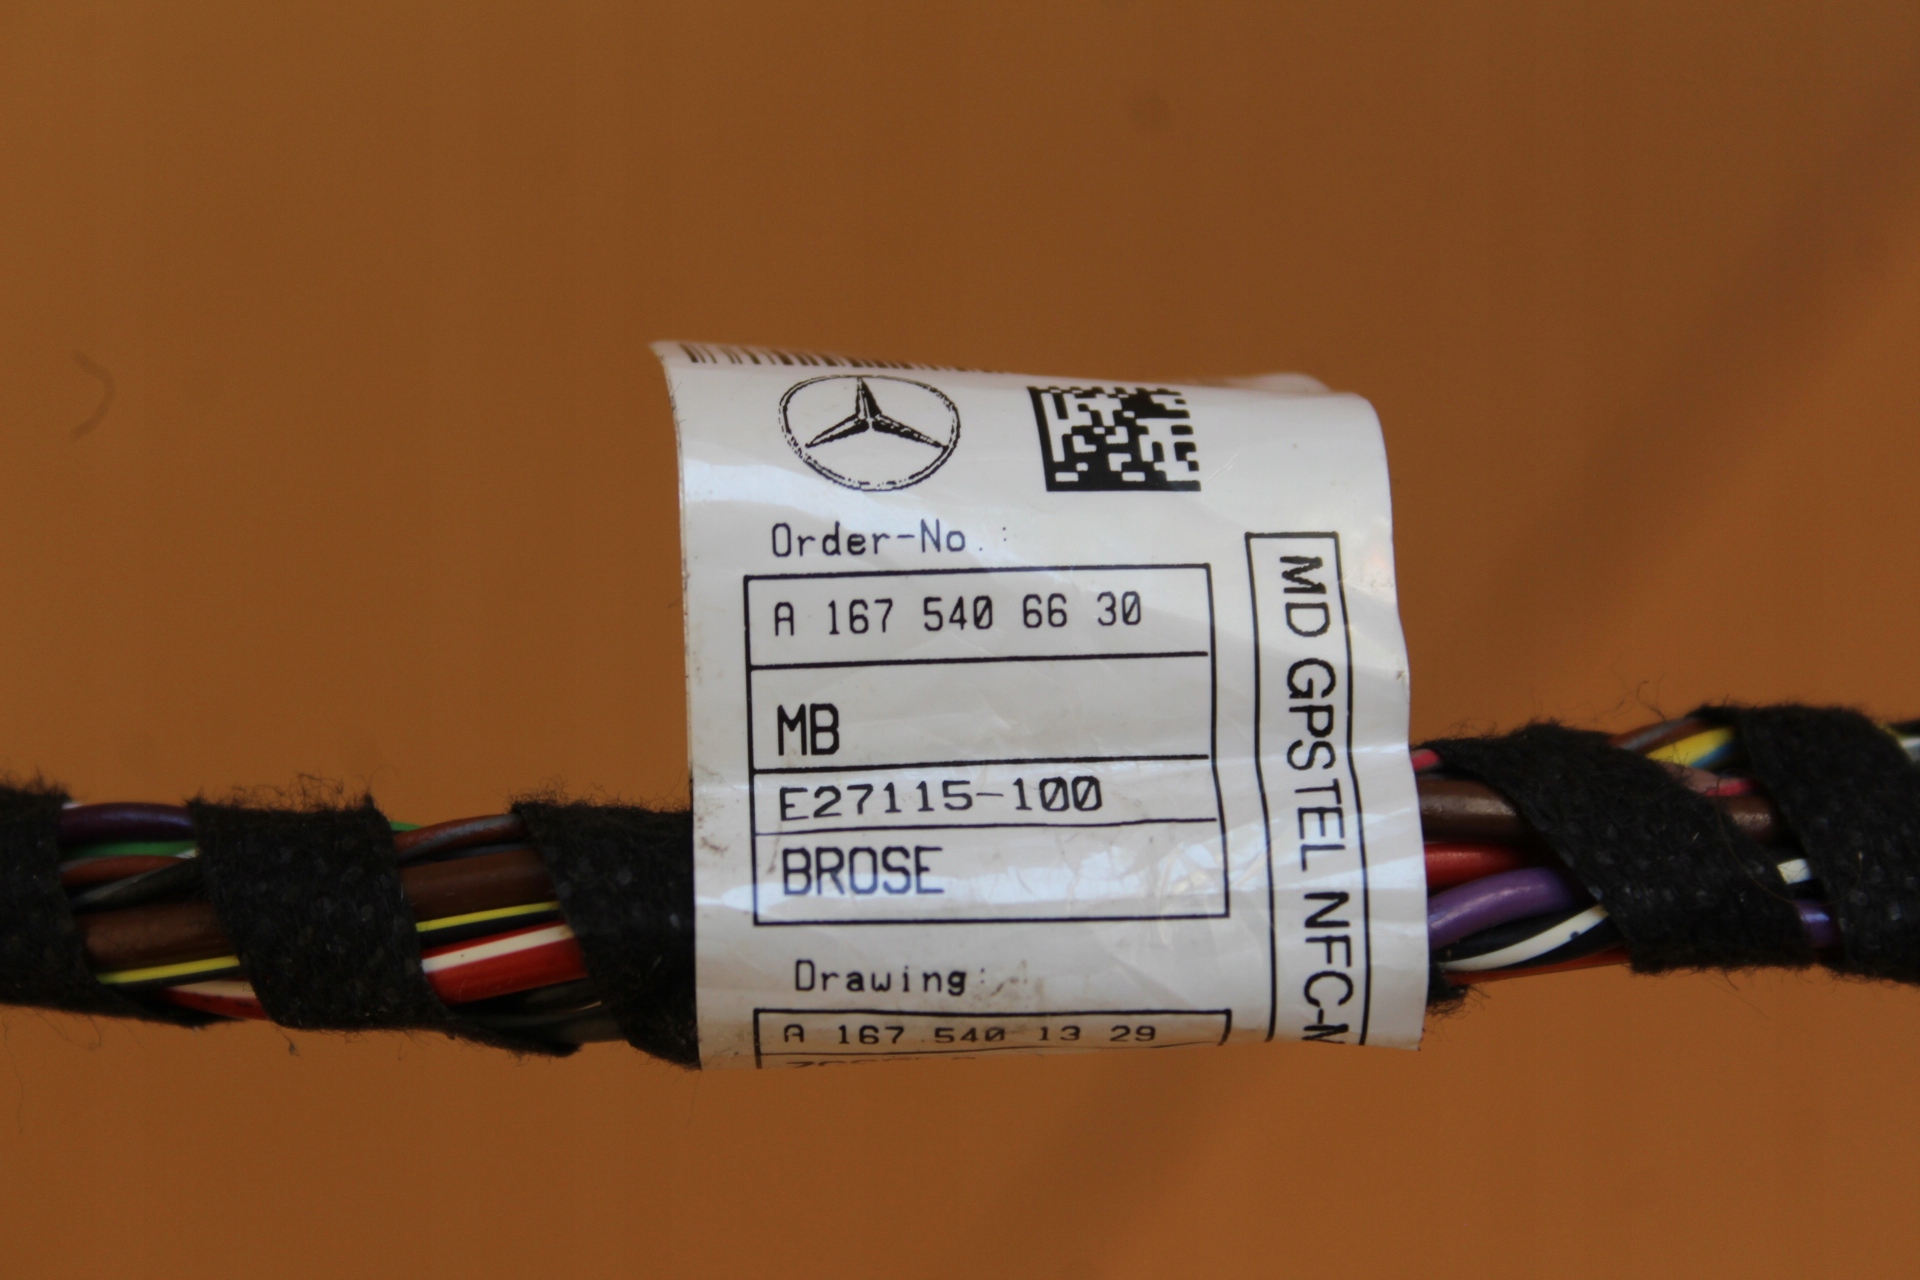 Order-No.:
A 167 540 66 30
MB
E27115-100
BROSE
Drawing:
A 167 540 13 29
MD GPSTEL NFC-